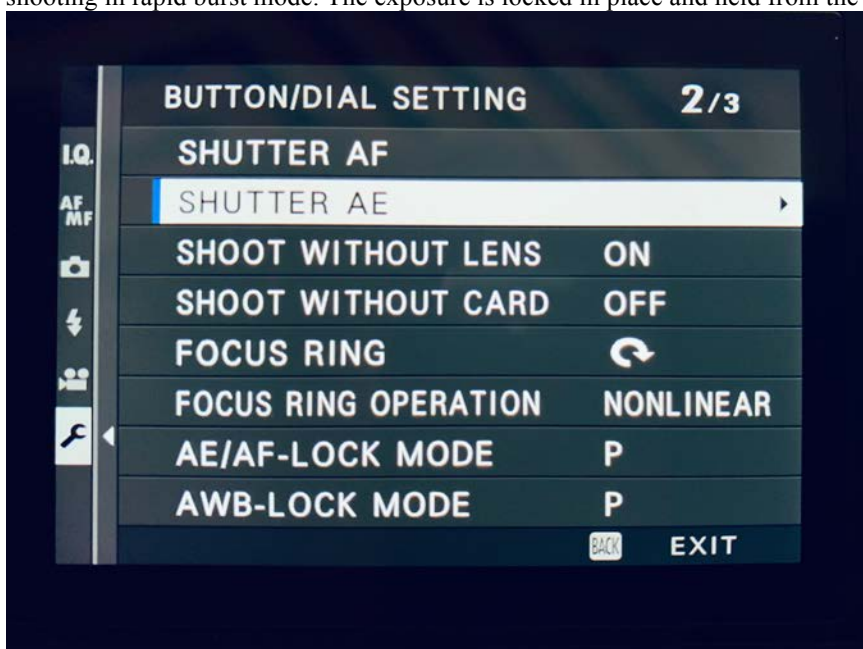 shooting in rapid burst mode. The exposure is locked in place and held from the
BUTTON/DIAL SETTING 2/3
I.Q.
SHUTTER AF
AF MF
SHUTTER AE
SHOOT WITHOUT LENS ON
SHOOT WITHOUT CARD OFF
FOCUS RING
FOCUS RING OPERATION NONLINEAR
AE/AF-LOCK MODE P
AWB-LOCK MODE P
BACK EXIT